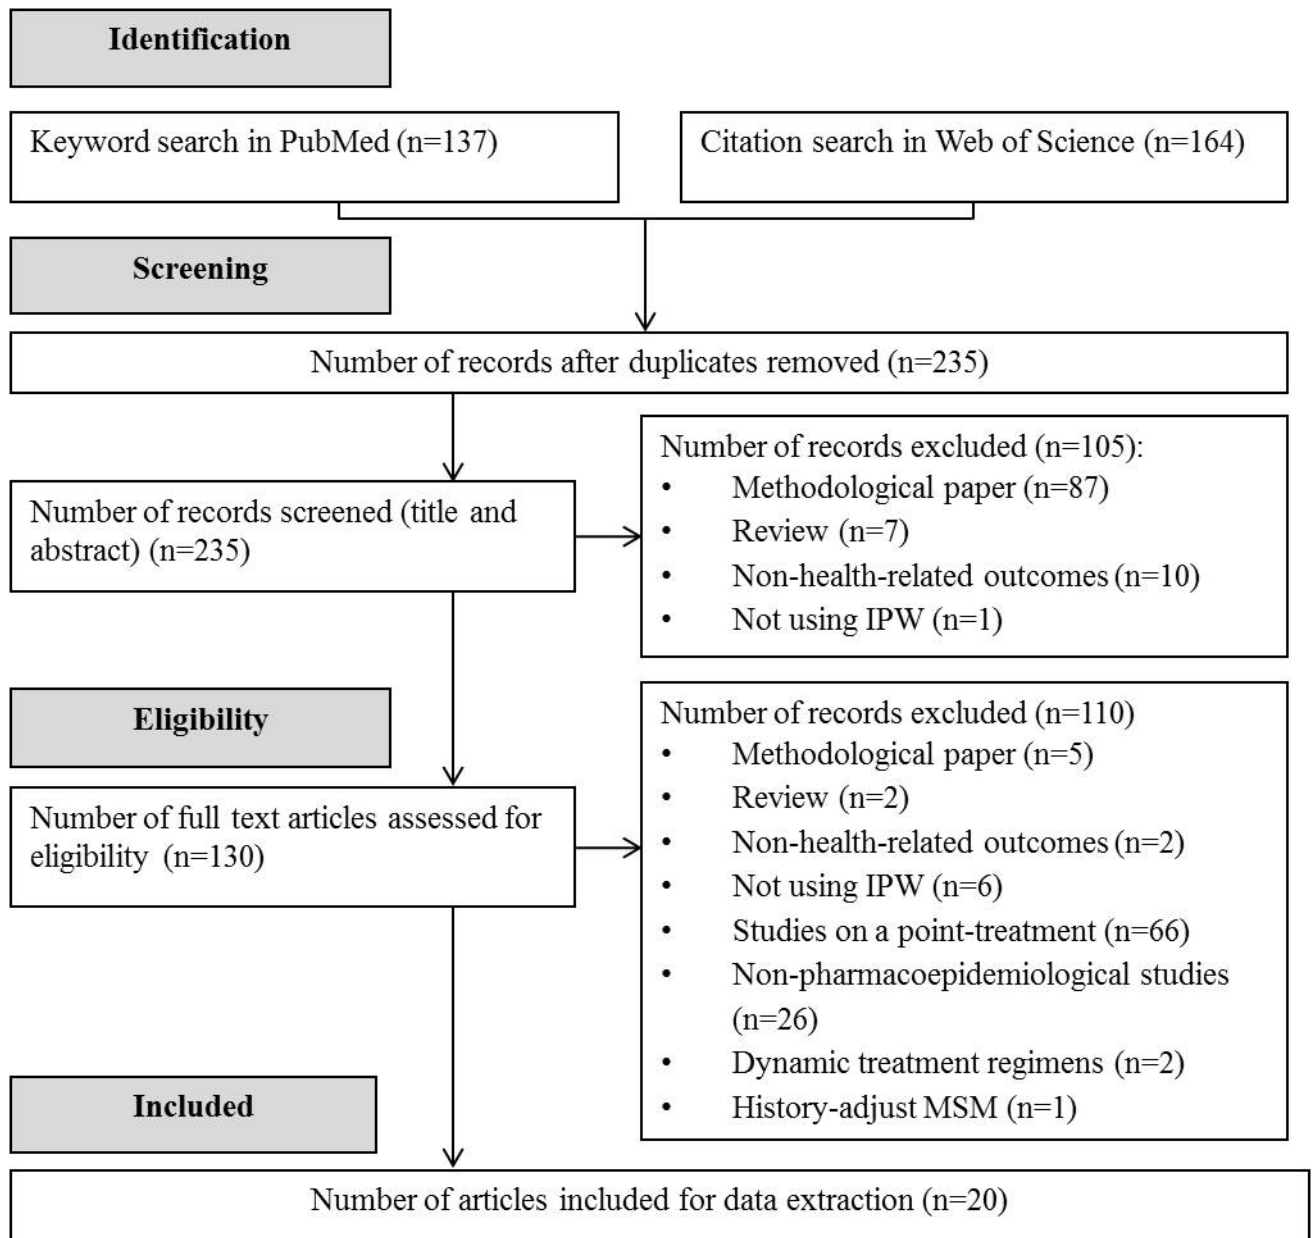 Identification
Keyword search in PubMed (n=137)
Citation search in Web of Science (n=164)
Screening
Number of records after duplicates removed (n=235)
Number of records screened (title and
abstract) (n=235)
Number of records excluded (n=105):
• Methodological paper (n=87)
• Review (n=7)
• Non-health-related outcomes (n=10)
• Not using IPW (n=1)
Eligibility
Number of full text articles assessed for
eligibility (n=130)
Number of records excluded (n=110)
• Methodological paper (n=5)
• Review (n=2)
• Non-health-related outcomes (n=2)
• Not using IPW (n=6)
• Studies on a point-treatment (n=66)
• Non-pharmacoepidemiological studies
(n=26)
• Dynamic treatment regimens (n=2)
• History-adjust MSM (n=1)
Included
Number of articles included for data extraction (n=20)